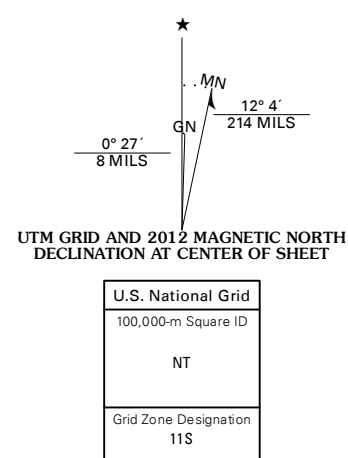 ★
MN
12° 4´
214 MILS
GN
0° 27´
8 MILS
UTM GRID AND 2012 MAGNETIC NORTH
DECLINATION AT CENTER OF SHEET
U.S. National Grid
100,000-m Square ID
NT
Grid Zone Designation
11S